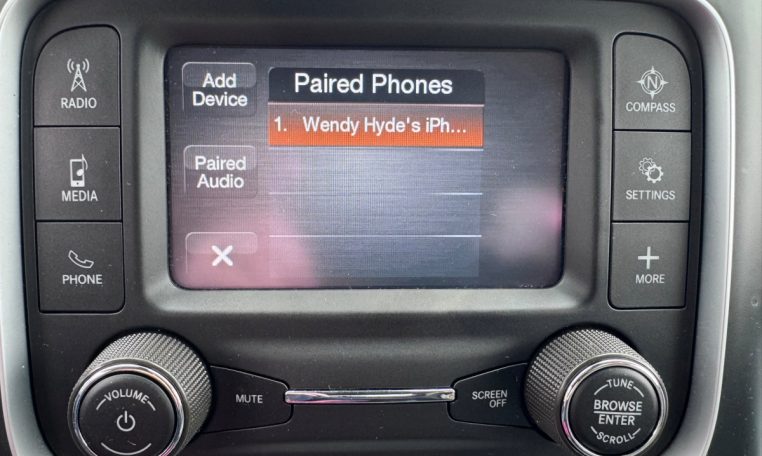 RADIO
MEDIA
PHONE
Add
Device
Paired
Audio
X
Paired Phones
1. Wendy Hyde's iPh...
N
COMPASS
SETTINGS
+
MORE
VOLUME
MUTE
SCREEN
OFF
TUNE
BROWSE
ENTER
SCROLL